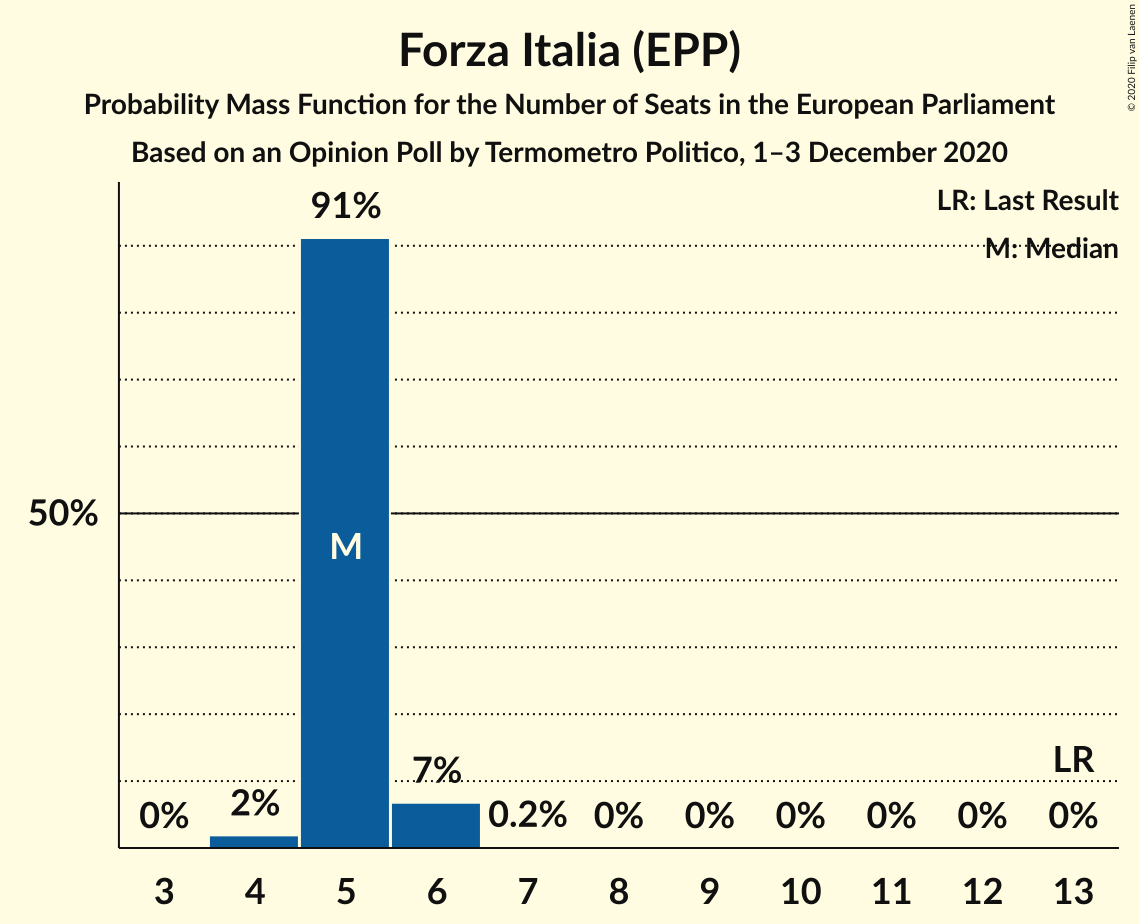 Forza Italia (EPP)
Probability Mass Function for the Number of Seats in the European Parliament
Based on an Opinion Poll by Termometro Politico, 1–3 December 2020
© 2020 Filip van Laenen
LR: Last Result
M: Median
91%
50%
M
LR
0%
2%
7%
0.2%
0%
0%
0%
0%
0%
0%
3
4
5
6
7
8
9
10
11
12
13